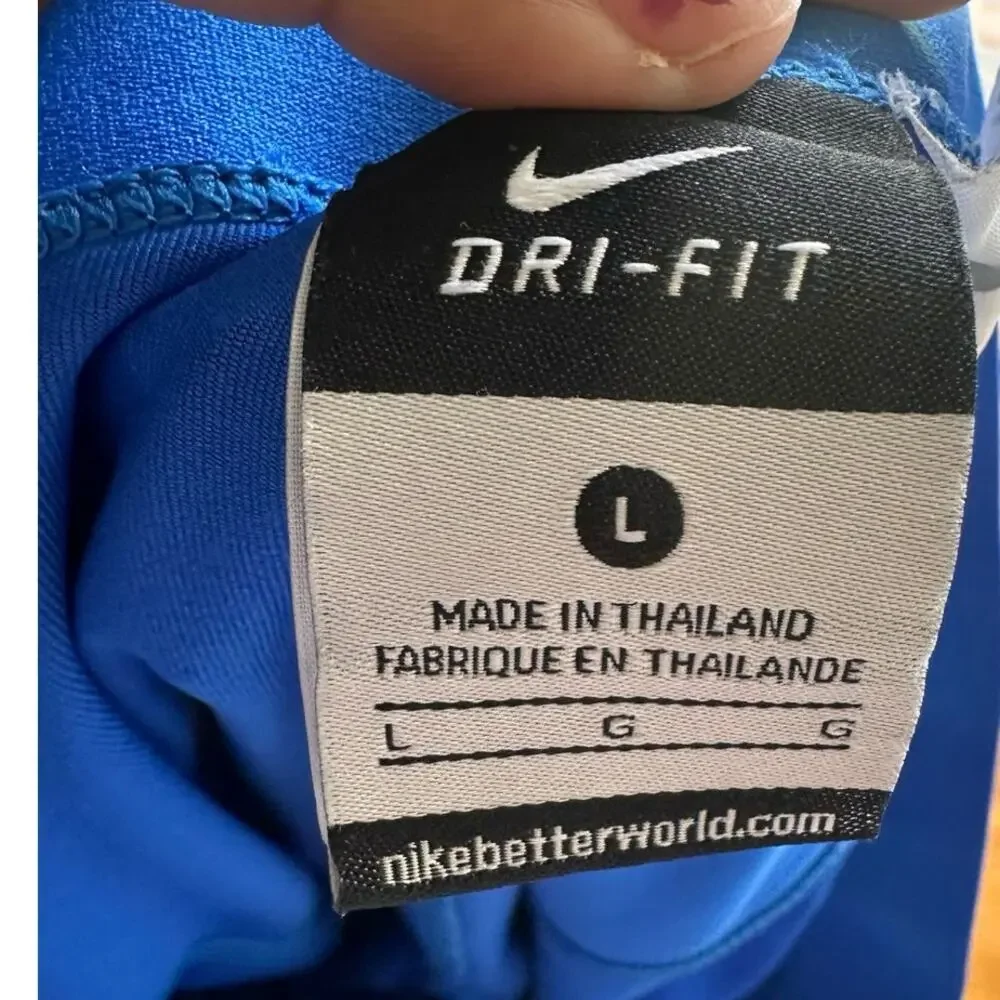 DRI-FIT
L
MADE IN THAILAND
FABRIQUE EN THAILANDE
L G G
nikebetterworld.com